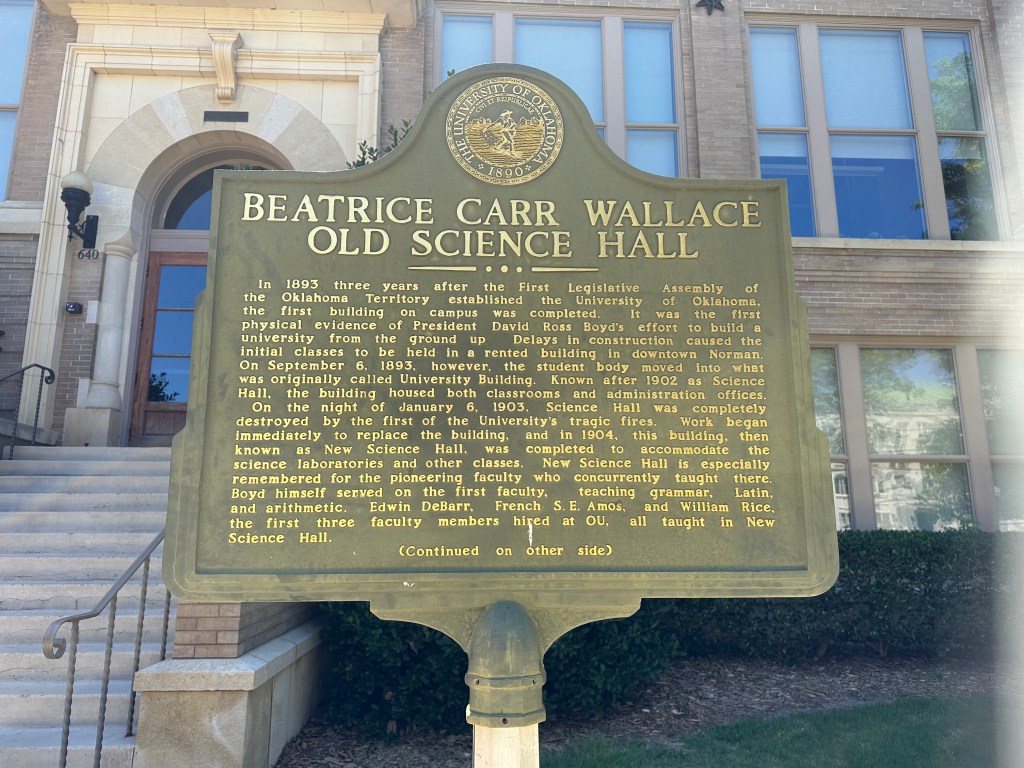 THE UNIVERSITY OF OKLAHOMA
CIVI ET REIPUBLICAE
1890
BEATRICE CARR WALLACE
OLD SCIENCE HALL
In 1893 three years after the First Legislative Assembly of
the Oklahoma Territory established the University of Oklahoma,
the first building on campus was completed. It was the first
physical evidence of President David Ross Boyd's effort to build a
university from the ground up Delays in construction caused the
initial classes to be held in a rented building in downtown Norman.
On September 6, 1893, however, the student body moved into what
was originally called University Building. Known after 1902 as Science
Hall, the building housed both classrooms and administration offices.
On the night of January 6, 1903, Science Hall was completely
destroyed by the first of the University's tragic fires. Work began
immediately to replace the building, and in 1904, this building, then
known as New Science Hall, was completed to accommodate the
science laboratories and other classes. New Science Hall is especially
remembered for the pioneering faculty who concurrently taught there.
Boyd himself served on the first faculty, teaching grammar, Latin,
and arithmetic. Edwin DeBarr, French S. E. Amos, and William Rice,
the first three faculty members hired at OU, all taught in New
Science Hall.
(Continued on other side)
640